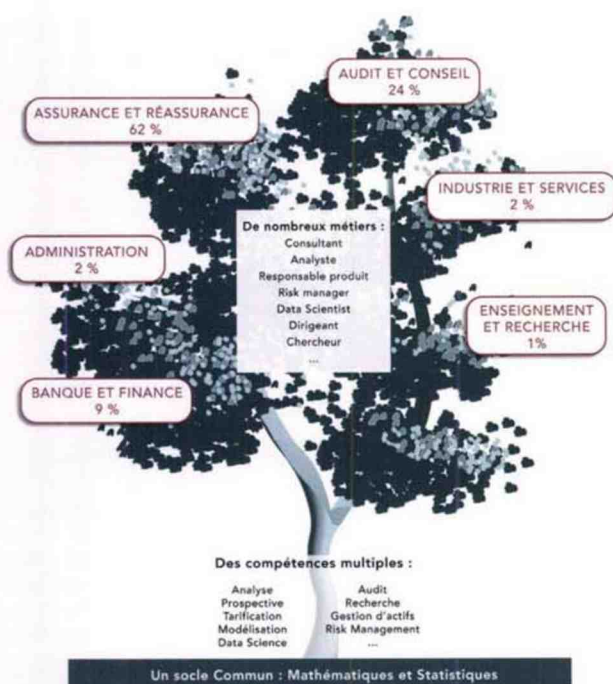 AUDIT ET CONSEIL
24 %
ASSURANCE ET RÉASSURANCE
62 %
INDUSTRIE ET SERVICES
2 %
ADMINISTRATION
2 %
ENSEIGNEMENT
ET RECHERCHE
1%
BANQUE ET FINANCE
9 %
De nombreux métiers :
Consultant
Analyste
Responsable produit
Risk manager
Data Scientist
Dirigeant
Chercheur
...
Des compétences multiples :
Analyse
Prospective
Tarification
Modélisation
Data Science
Audit
Recherche
Gestion d'actifs
Risk Management
...
Un socle Commun : Mathématiques et Statistiques